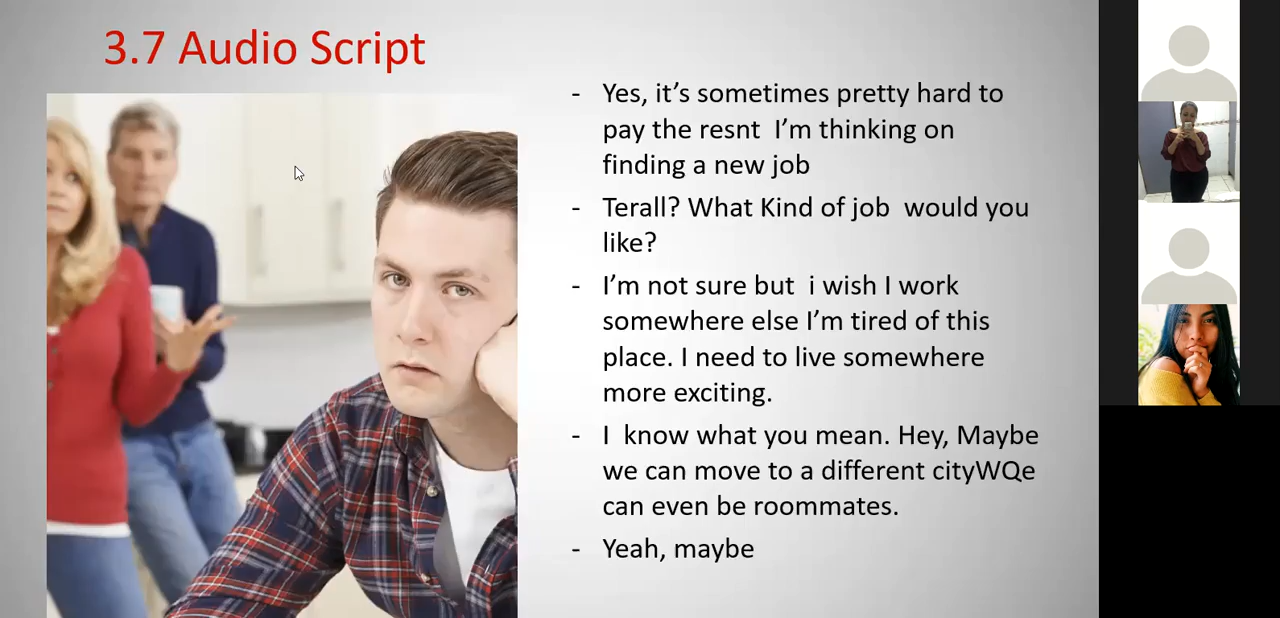 3.7 Audio Script
- Yes, it’s sometimes pretty hard to
pay the resnt I’m thinking on
finding a new job
- Terall? What Kind of job would you
like?
- I’m not sure but i wish I work
somewhere else I’m tired of this
place. I need to live somewhere
more exciting.
- I know what you mean. Hey, Maybe
we can move to a different cityWQe
can even be roommates.
- Yeah, maybe